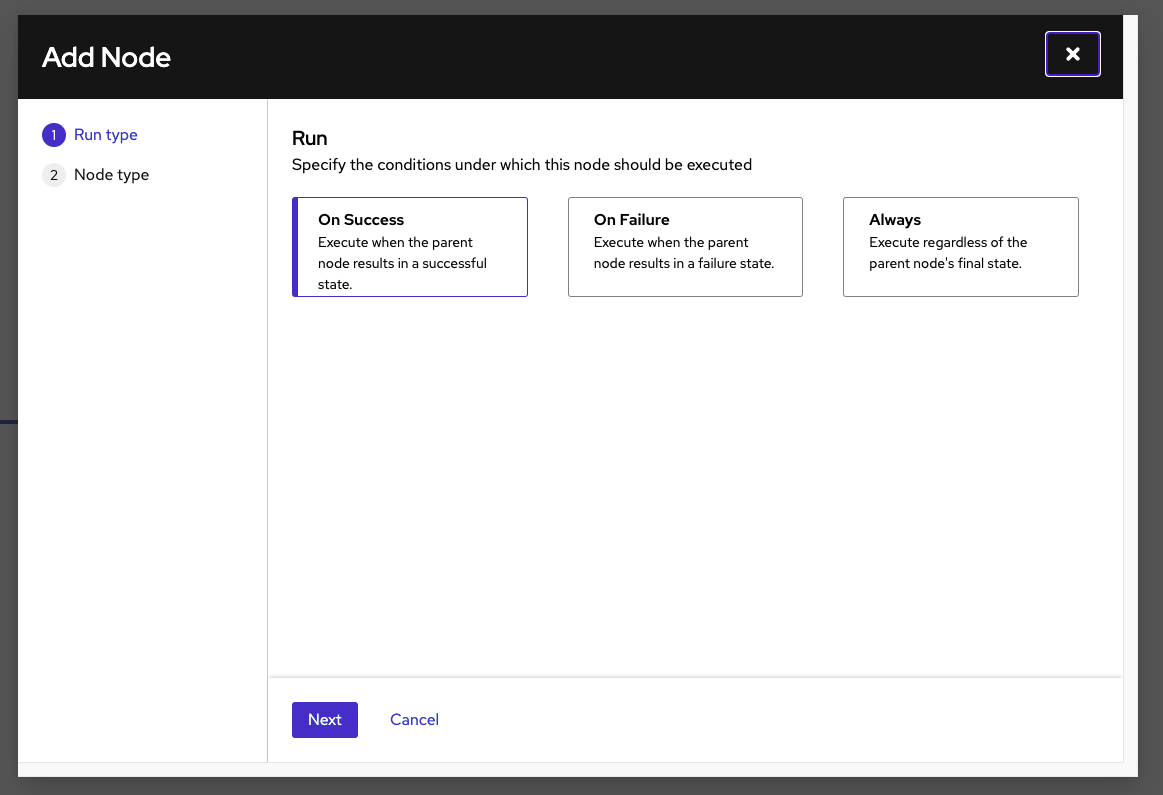 Add Node
1 Run type
2 Node type
Run
Specify the conditions under which this node should be executed
On Success
Execute when the parent
node results in a successful
state.
On Failure
Execute when the parent
node results in a failure state.
Always
Execute regardless of the
parent node's final state.
Next
Cancel